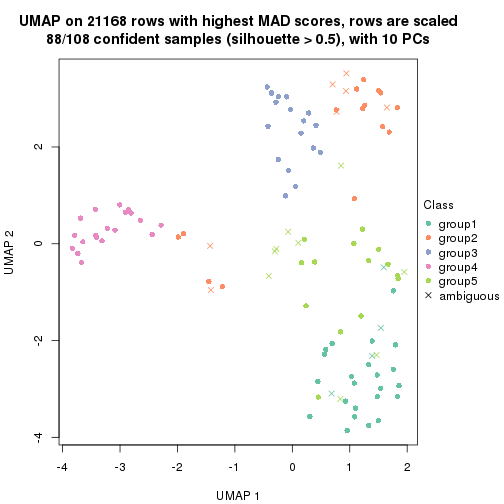 UMAP on 21168 rows with highest MAD scores, rows are scaled
88/108 confident samples (silhouette > 0.5), with 10 PCs
UMAP 2
2
0
-2
-4
-4
-3
-2
-1
0
1
2
UMAP 1
Class
group1
group2
group3
group4
group5
ambiguous